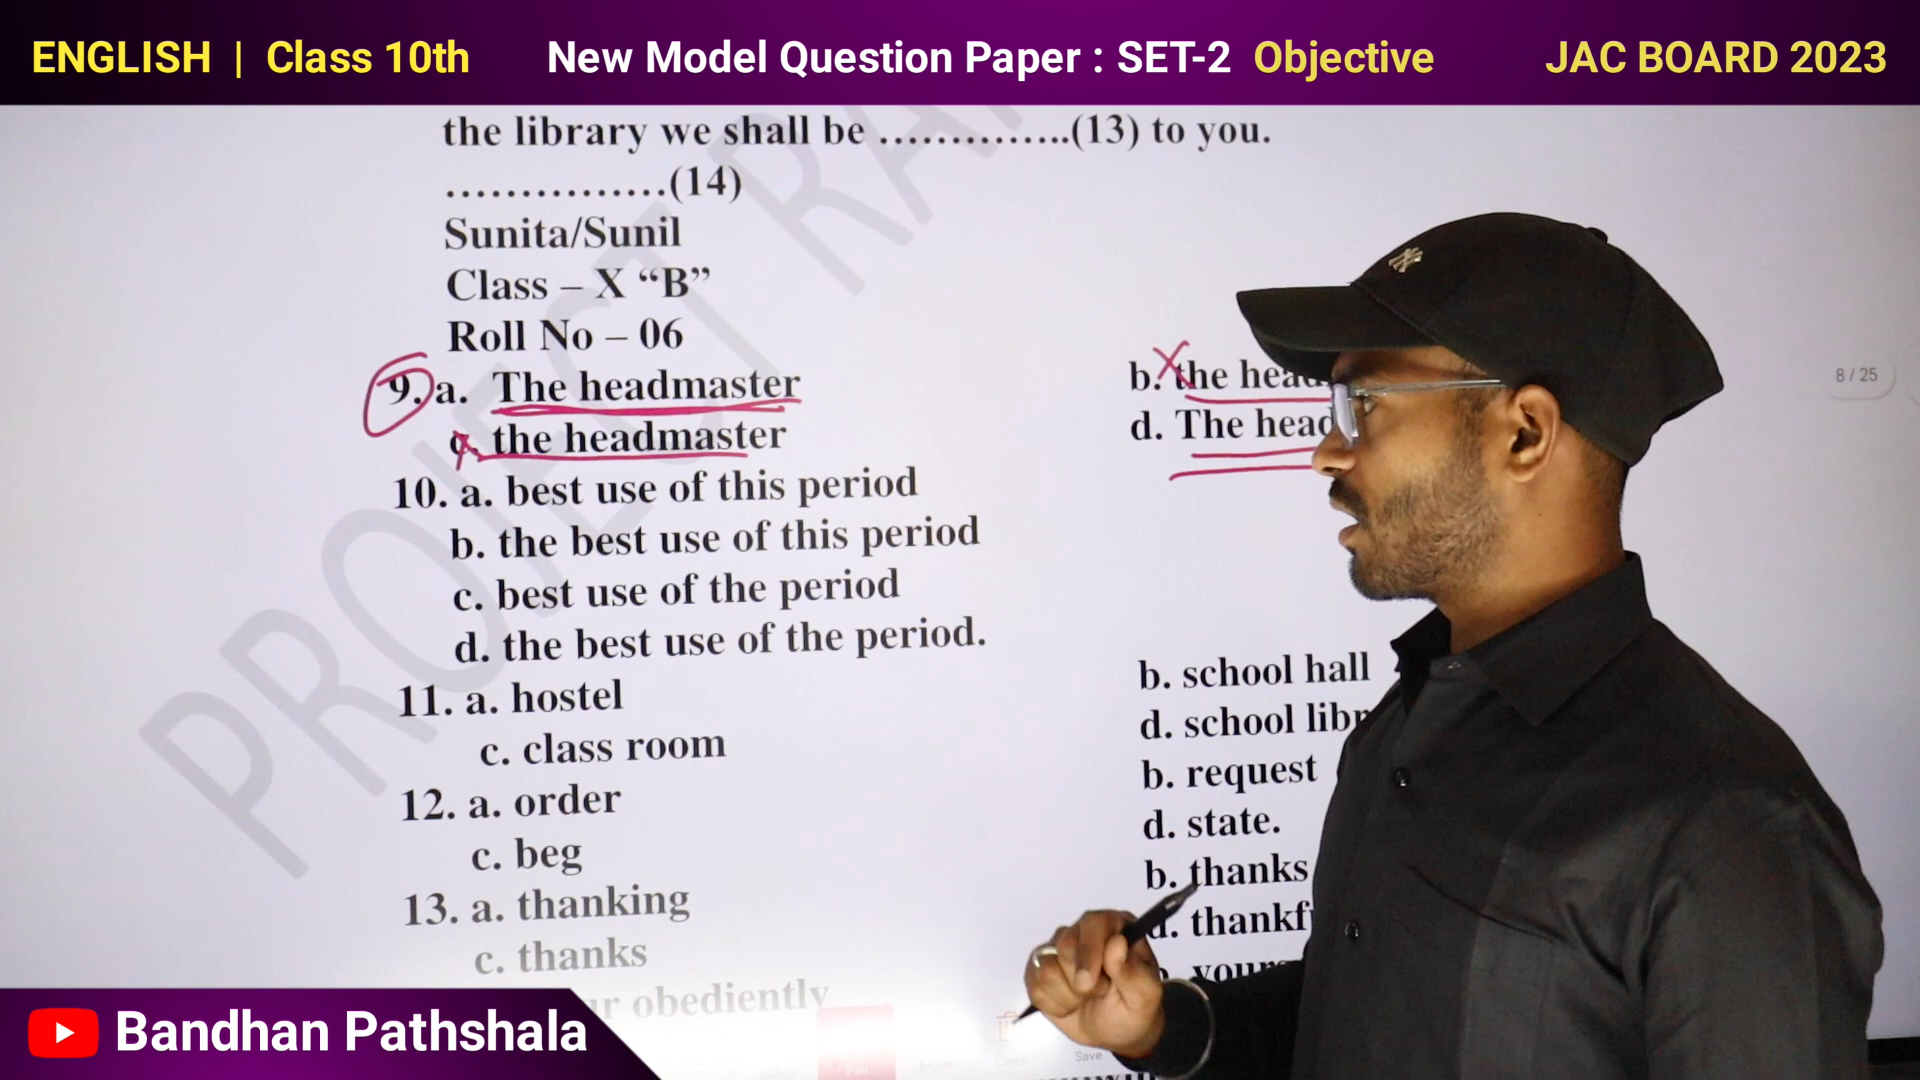 ENGLISH | Class 10th New Model Question Paper : SET-2 Objective JAC BOARD 2023
the library we shall be ..............(13) to you.
...............(14)
Sunita/Sunil
Class – X “B”
Roll No – 06
9. a. The headmaster b. the
c. the headmaster d. The
10. a. best use of this period
b. the best use of this period
c. best use of the period
d. the best use of the period.
11. a. hostel b. school hall
c. class room d. school
12. a. order b. request
c. beg d. state.
13. a. thanking b. thanks
c. thanks d.
obediently
8 / 25
PROJECT
Bandhan Pathshala
Pen
Save